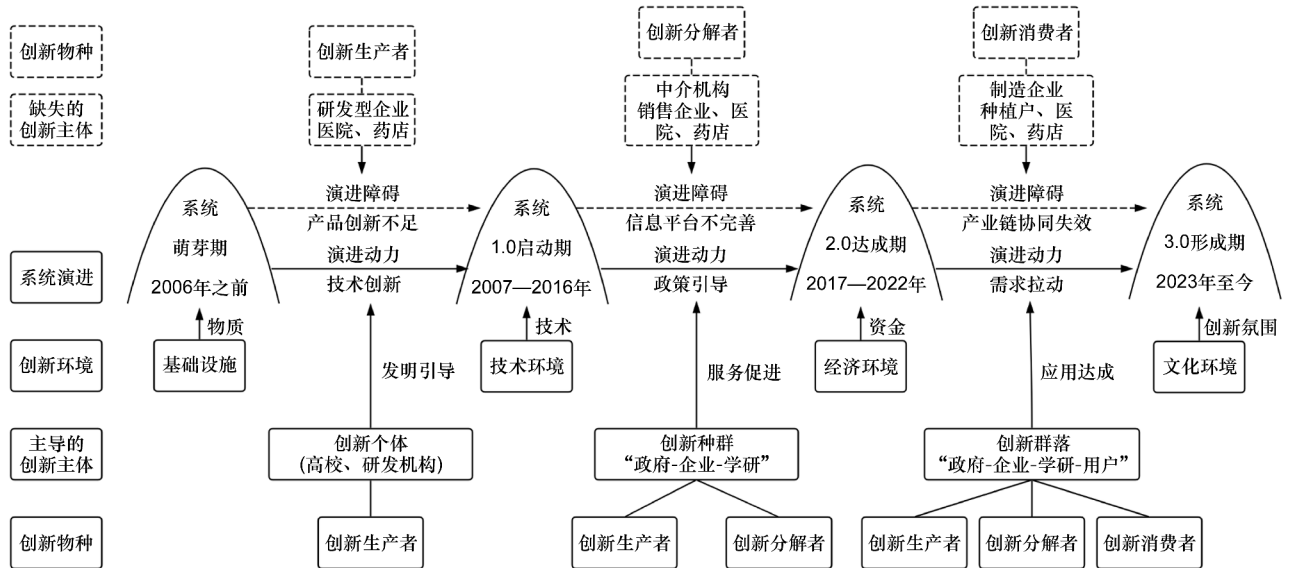 创新物种
创新生产者
创新分解者
创新消费者
缺失的
创新主体
研发型企业
医院、药店
中介机构
销售企业、医
院、药店
制造企业
种植户、医
院、药店
系统演进
系统
萌芽期
2006年之前
演进障碍
产品创新不足
演进动力
技术创新
系统
1.0启动期
2007—2016年
演进障碍
信息平台不完善
演进动力
政策引导
系统
2.0达成期
2017—2022年
演进障碍
产业链协同失效
演进动力
需求拉动
系统
3.0形成期
2023年至今
物质
技术
资金
创新氛围
创新环境
基础设施
发明引导
技术环境
服务促进
经济环境
应用达成
文化环境
主导的
创新主体
创新个体
(高校、研发机构)
创新种群
“政府-企业-学研”
创新群落
“政府-企业-学研-用户”
创新物种
创新生产者
创新生产者
创新分解者
创新生产者
创新分解者
创新消费者